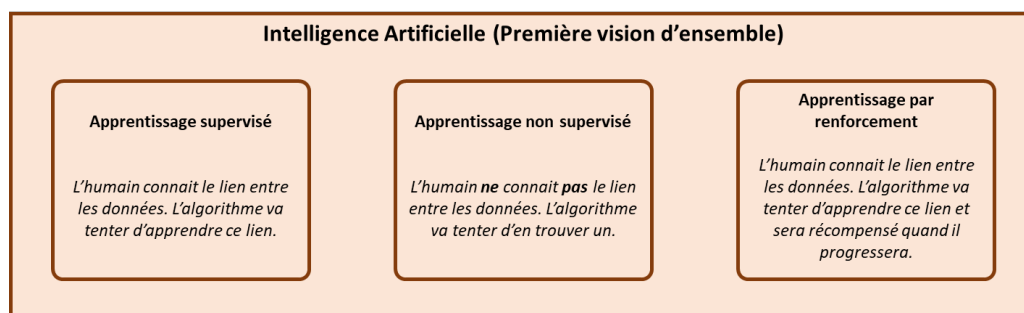 Intelligence Artificielle (Première vision d’ensemble)
Apprentissage supervisé
L’humain connait le lien entre
les données. L’algorithme va
tenter d’apprendre ce lien.
Apprentissage non supervisé
L’humain ne connait pas le lien
entre les données. L’algorithme
va tenter d’en trouver un.
Apprentissage par
renforcement
L’humain connait le lien entre
les données. L’algorithme va
tenter d’apprendre ce lien et
sera récompensé quand il
progressera.